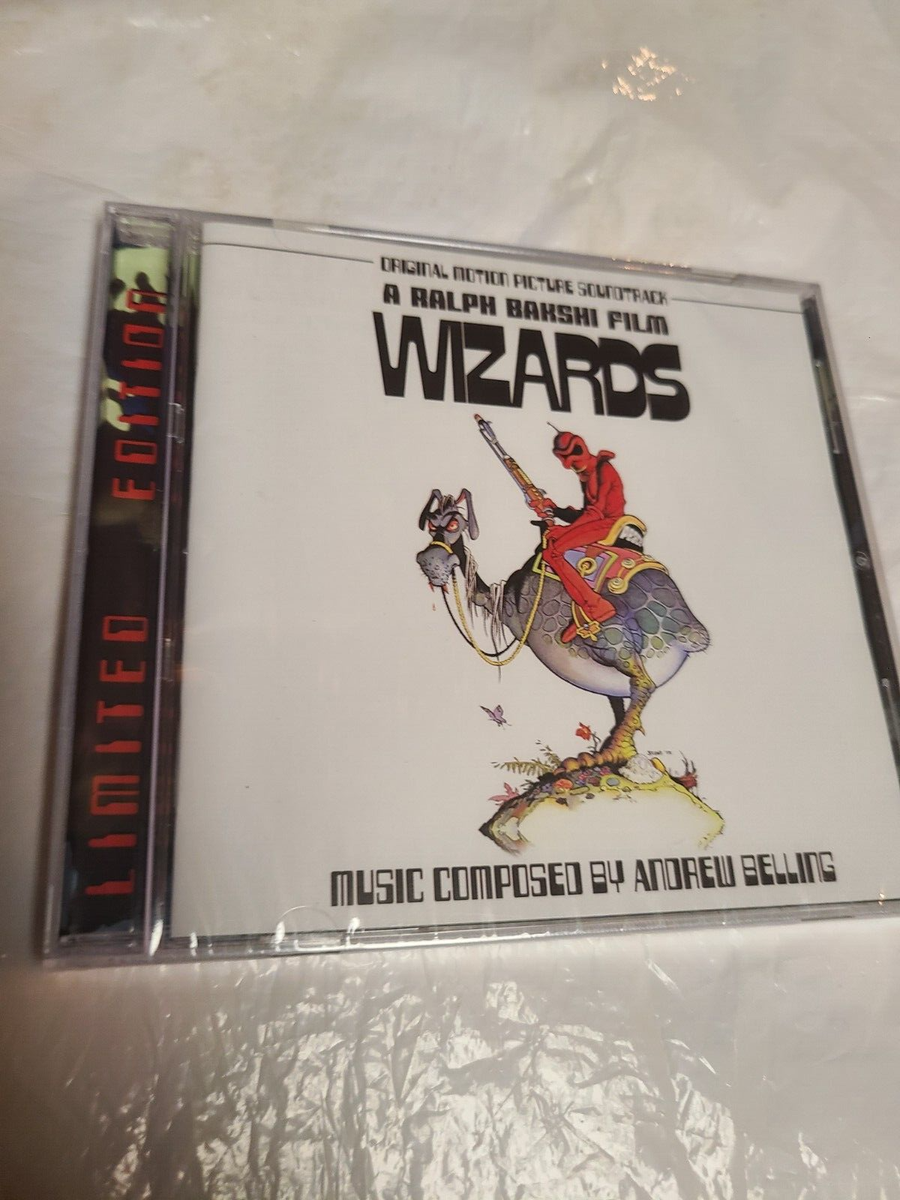 LIMITED EDITION
ORIGINAL MOTION PICTURE SOUNDTRACK
A RALPH BAKSHI FILM
WIZARDS
MUSIC COMPOSED BY ANDREW BELLING